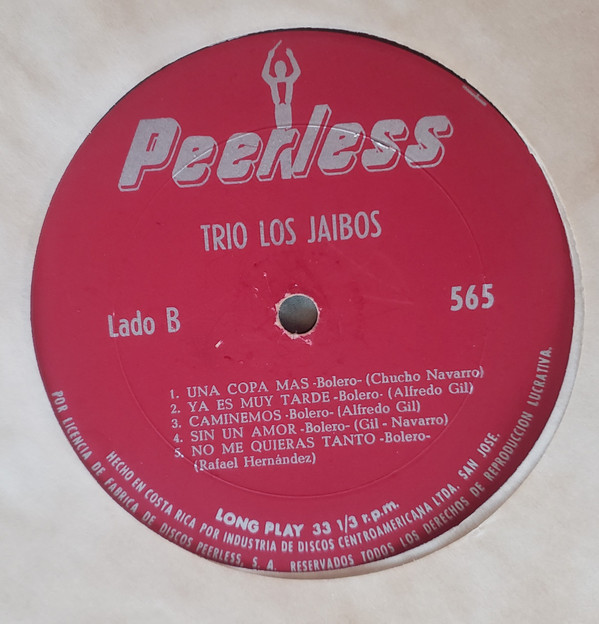 Peerless
TRIO LOS JAIBOS
Lado B
565
1. UNA COPA MAS -Bolero- (Chucho Navarro)
2. YA ES MUY TARDE -Bolero- (Alfredo Gil)
3. CAMINEMOS -Bolero- (Alfredo Gil)
4. SIN UN AMOR -Bolero- (Gil - Navarro)
5. NO ME QUIERAS TANTO -Bolero-
(Rafael Hernández)
LONG PLAY 33 1/3 r.p.m.
HECHO EN COSTA RICA POR INDUSTRIA DE DISCOS CENTROAMERICANA LTDA. SAN JOSE.
POR LICENCIA DE FABRICA DE DISCOS PEERLESS, S. A. RESERVADOS TODOS LOS DERECHOS DE REPRODUCCION LUCRATIVA.